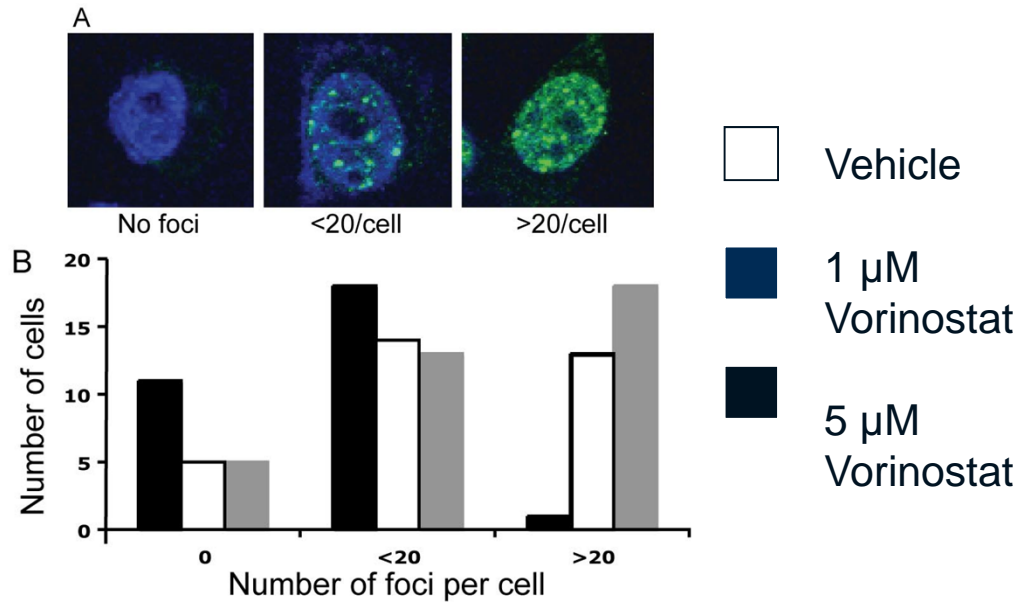 A
No foci
<20/cell
>20/cell
B
20
15
10
5
0
Number of cells
0
<20
>20
Number of foci per cell
Vehicle
1 µM
Vorinostat
5 µM
Vorinostat